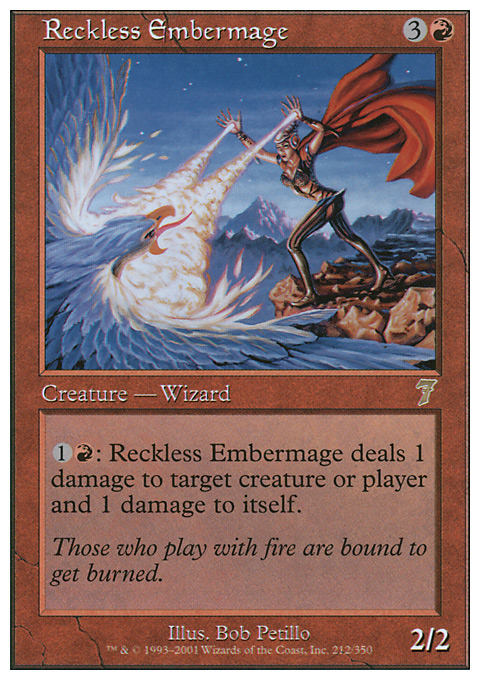 Reckless Embermage 3
Creature — Wizard
1: Reckless Embermage deals 1
damage to target creature or player
and 1 damage to itself.
Those who play with fire are bound to
get burned.
Illus. Bob Petillo
™ & © 1993–2001 Wizards of the Coast, Inc. 212/350
2/2